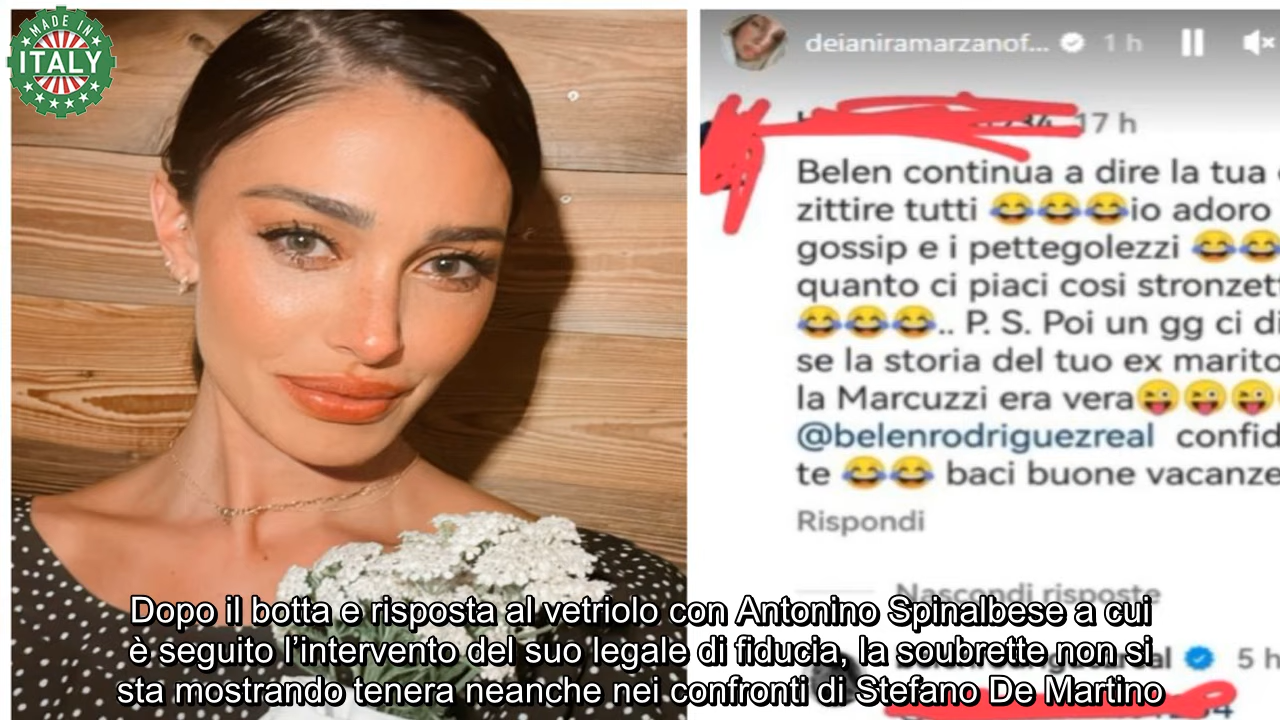 MADE IN
ITALY
deianiramarzanof... 1 h
17 h
Belen continua a dire la tua
zittire tutti 😂😂😂io adoro
gossip e i pettegolezzi 😂😂
quanto ci piaci cosi stronzett
😂😂😂.. P. S. Poi un gg ci di
se la storia del tuo ex marito
la Marcuzzi era vera😜😜😜
@belenrodriguezreal confid
te 😂😂 baci buone vacanze
Rispondi
Nascondi risposte
5 h
Dopo il botta e risposta al vetriolo con Antonino Spinalbese a cui
è seguito l'intervento del suo legale di fiducia, la soubrette non si
sta mostrando tenera neanche nei confronti di Stefano De Martino